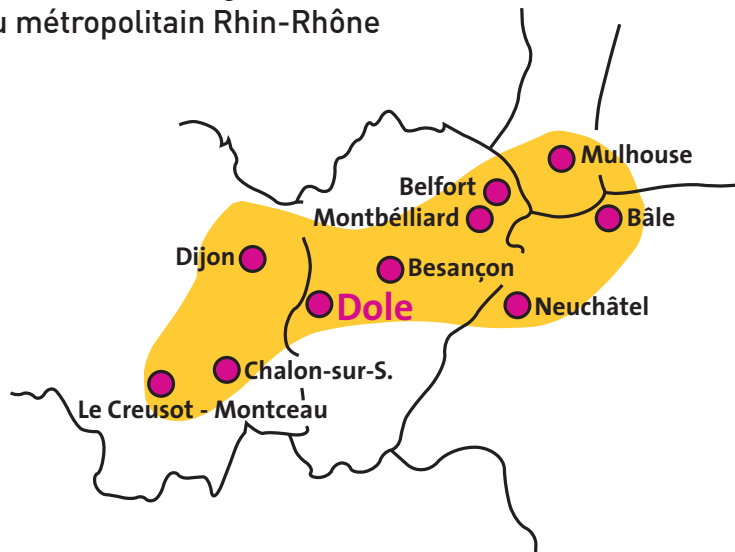 u métropolitain Rhin-Rhône
Mulhouse
Belfort
Montbélliard
Bâle
Dijon
Besançon
Dole
Neuchâtel
Chalon-sur-S.
Le Creusot - Montceau